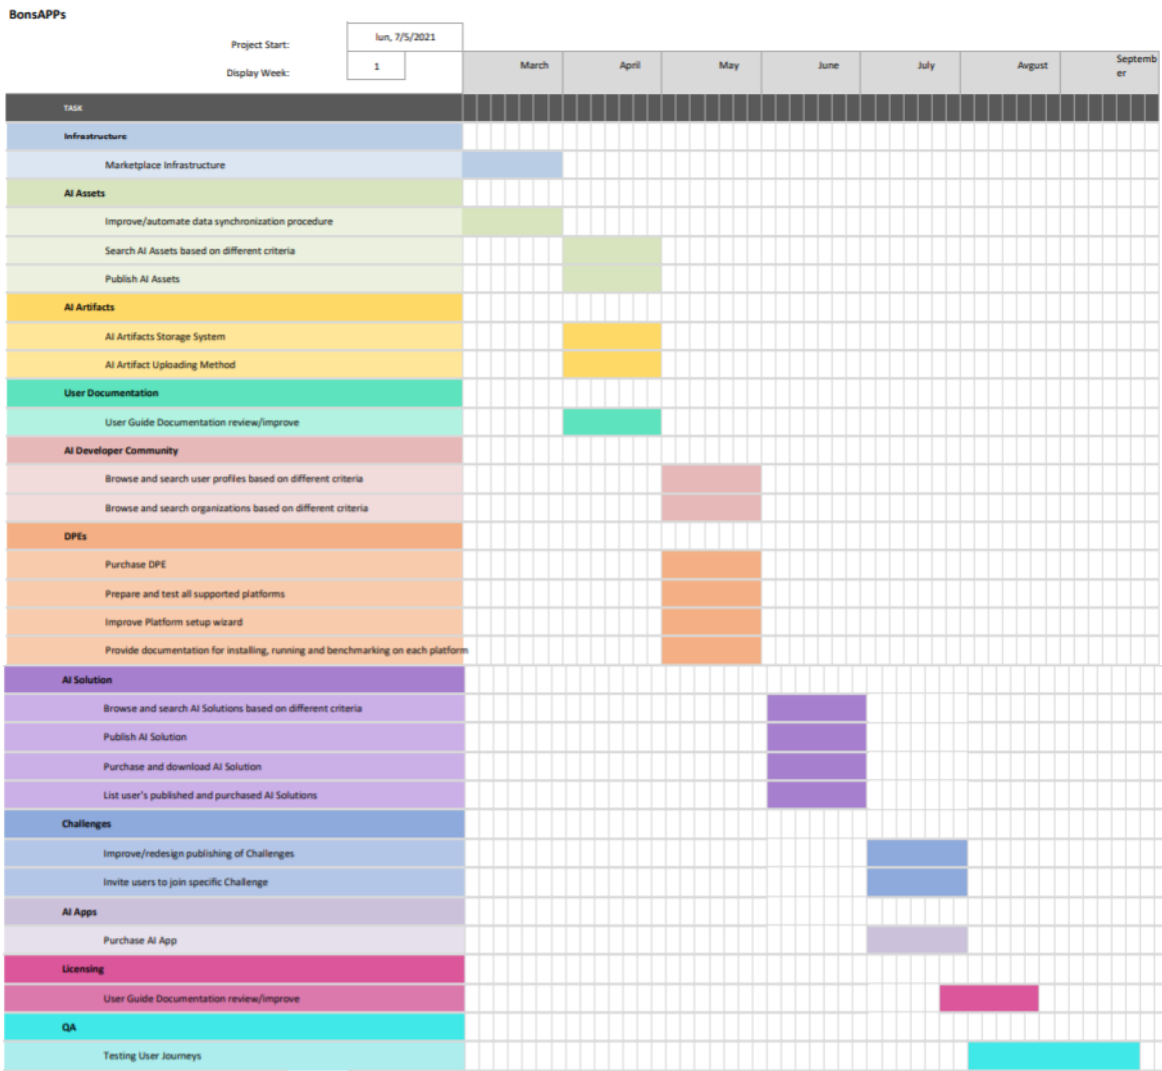 BonsAPPs
Project Start:
lun, 7/5/2021
Display Week:
1
March
April
May
June
July
Avgust
Septemb
er
TASK
Infrastructure
Marketplace Infrastructure
AI Assets
Improve/automate data synchronization procedure
Search AI Assets based on different criteria
Publish AI Assets
AI Artifacts
AI Artifacts Storage System
AI Artifact Uploading Method
User Documentation
User Guide Documentation review/improve
AI Developer Community
Browse and search user profiles based on different criteria
Browse and search organizations based on different criteria
DPEs
Purchase DPE
Prepare and test all supported platforms
Improve Platform setup wizard
Provide documentation for installing, running and benchmarking on each platform
AI Solution
Browse and search AI Solutions based on different criteria
Publish AI Solution
Purchase and download AI Solution
List user's published and purchased AI Solutions
Challenges
Improve/redesign publishing of Challenges
Invite users to join specific Challenge
AI Apps
Purchase AI App
Licensing
User Guide Documentation review/improve
QA
Testing User Journeys